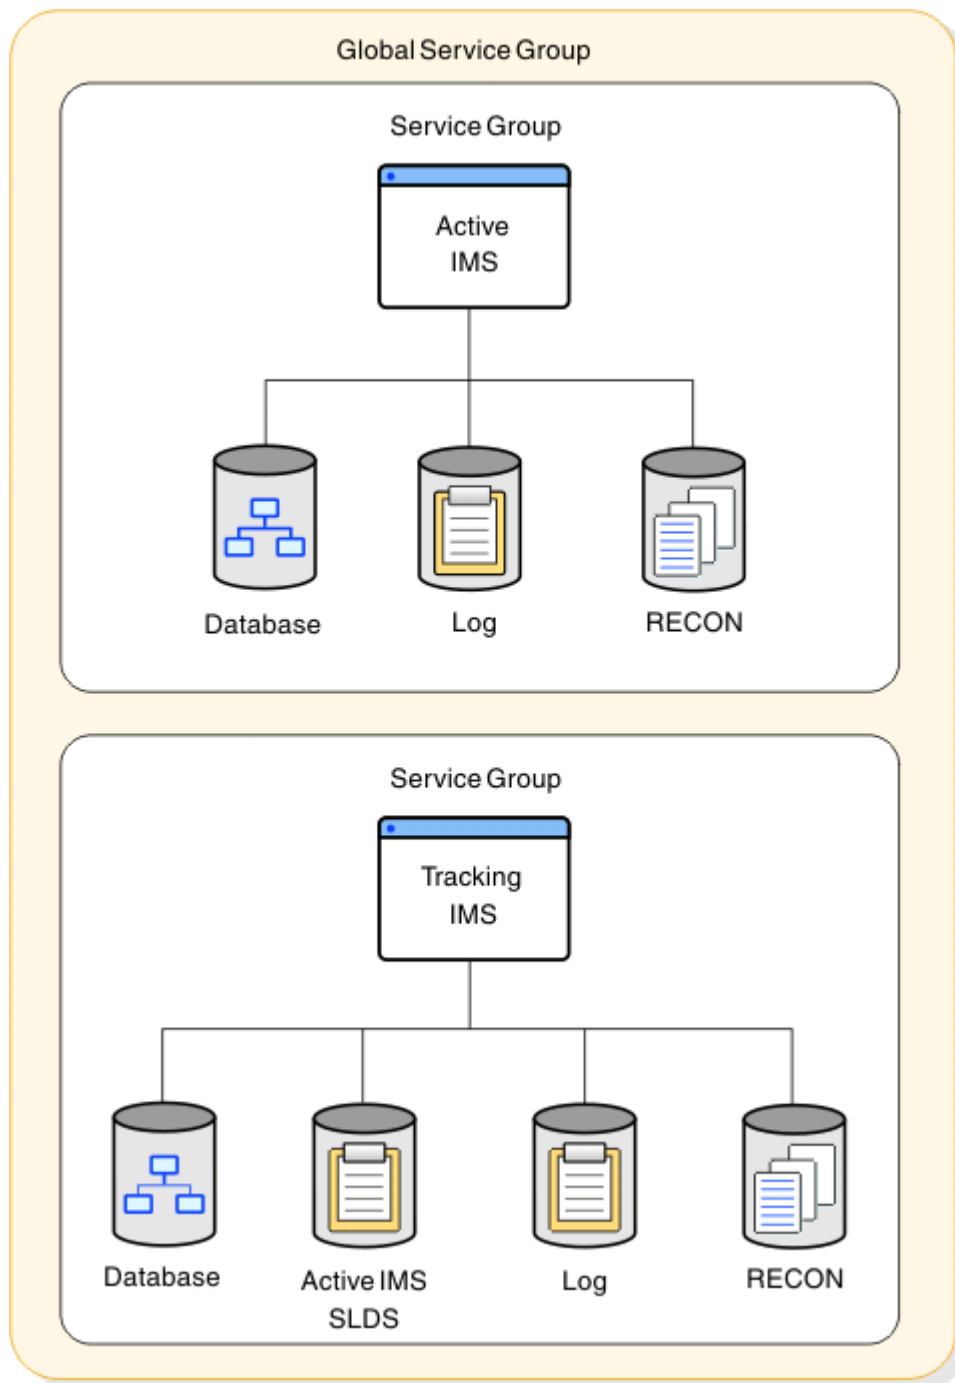 Global Service Group
Service Group
Active
IMS
Database
Log
RECON
Service Group
Tracking
IMS
Database
Active IMS
SLDS
Log
RECON